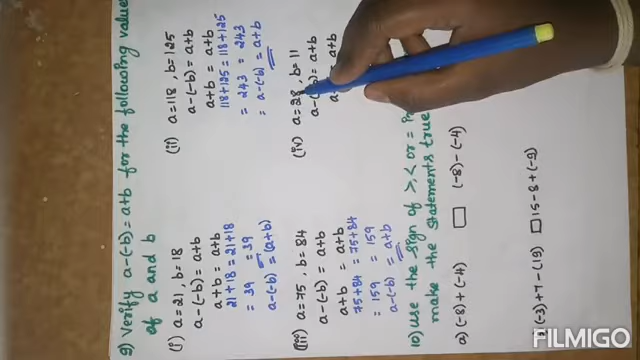 9) Verify a-(-b) = a+b for the following values
of a and b
(i) a=21, b=18
a-(-b) = a+b
a+b = a+b
21+18 = 21+18
= 39 = 39
a-(-b) = (a+b)
(ii) a=118, b=125
a-(-b) = a+b
a+b = a+b
118+125 = 118+125
= 243 = 243
= a-(-b) = a+b
(iii) a=75, b=84
a-(-b) = a+b
a+b = a+b
75+84 = 75+84
= 159 = 159
a-(-b) = a+b
(iv) a=28, b=11
a-(-b) = a+b
a+b
10) Use the sign of >, < or =
make the statements true
a) (-8)+(-4) □ (-8)-(-4)
(-3)+7-(19) □ 15-8+(-9)
FILMIGO